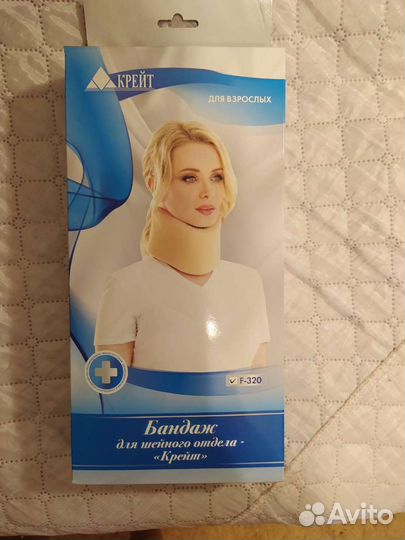 КРЕЙТ
ДЛЯ ВЗРОСЛЫХ
F-320
Бандаж
для шейного отдела -
«Крейт»
Avito